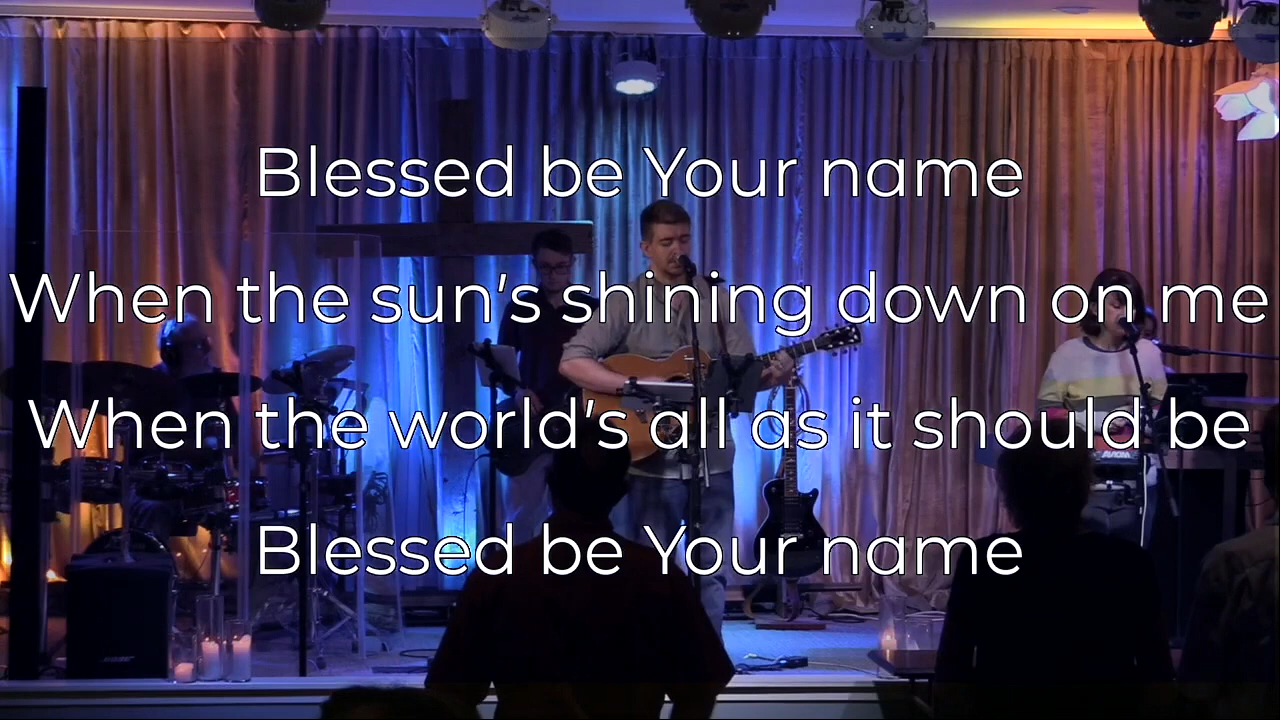 Blessed be Your name
When the sun's shining down on me
When the world's all as it should be
Blessed be Your name